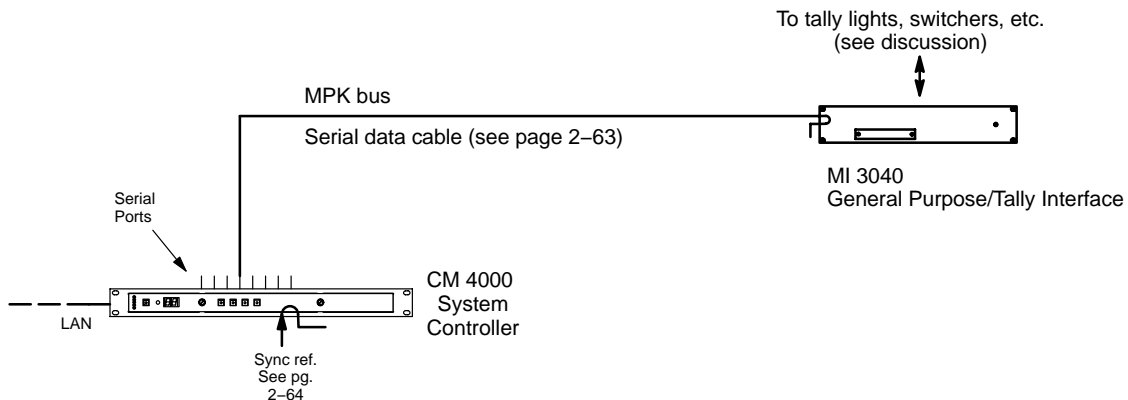 To tally lights, switchers, etc.
(see discussion)
MPK bus
Serial data cable (see page 2–63)
MI 3040
General Purpose/Tally Interface
Serial
Ports
CM 4000
System
Controller
LAN
Sync ref.
See pg.
2–64